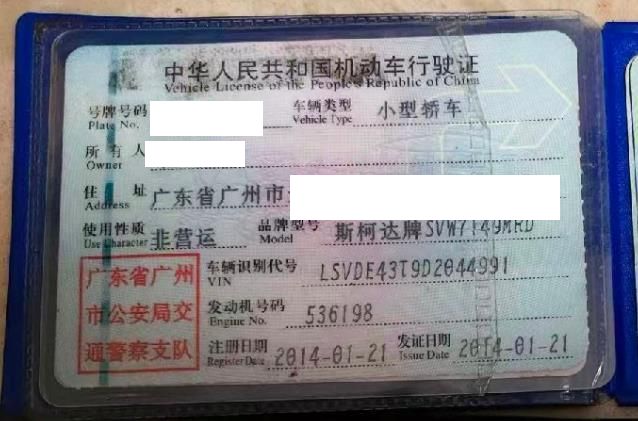 中华人民共和国机动车行驶证
Vehicle License of the People's Republic of China
号牌号码 车辆类型 小型轿车
Plate No. Vehicle Type
所有人
Owner
住址 广东省广州市
Address
使用性质 非营运 品牌型号 斯柯达牌SVW7149MRD
Use Character Model
广东省广州
市公安局交
通警察支队
车辆识别代号 LSVDE43T9D2044991
VIN
发动机号码 536198
Engine No.
注册日期 2014-01-21 发证日期 2014-01-21
Register Date Issue Date